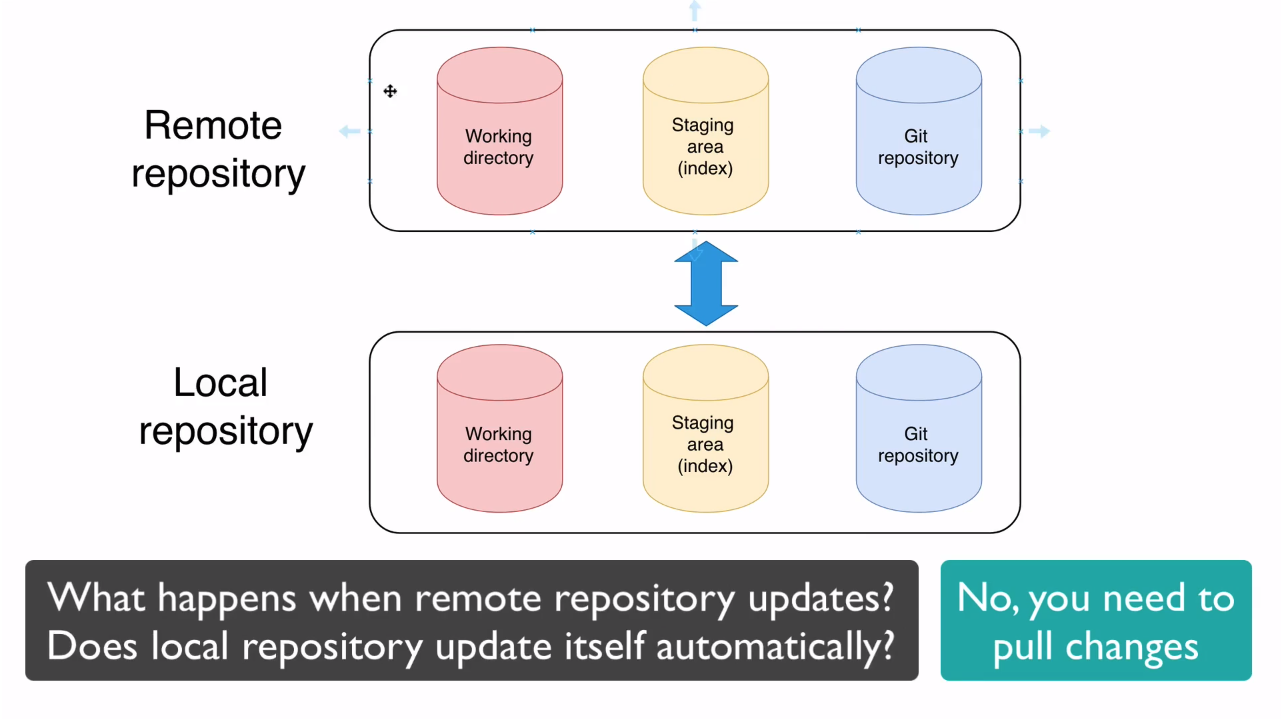 Remote
repository
Working
directory
Staging
area
(index)
Git
repository
Local
repository
Working
directory
Staging
area
(index)
Git
repository
What happens when remote repository updates?
Does local repository update itself automatically?
No, you need to
pull changes